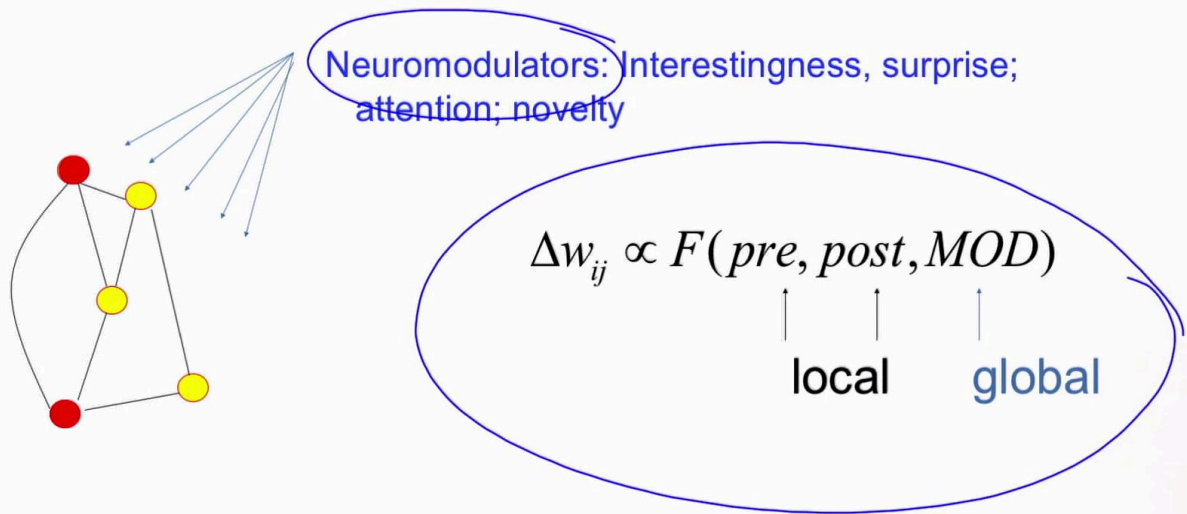 Neuromodulators: Interestingness, surprise;
attention; novelty
Δw_ij ∝ F(pre, post, MOD)
local global